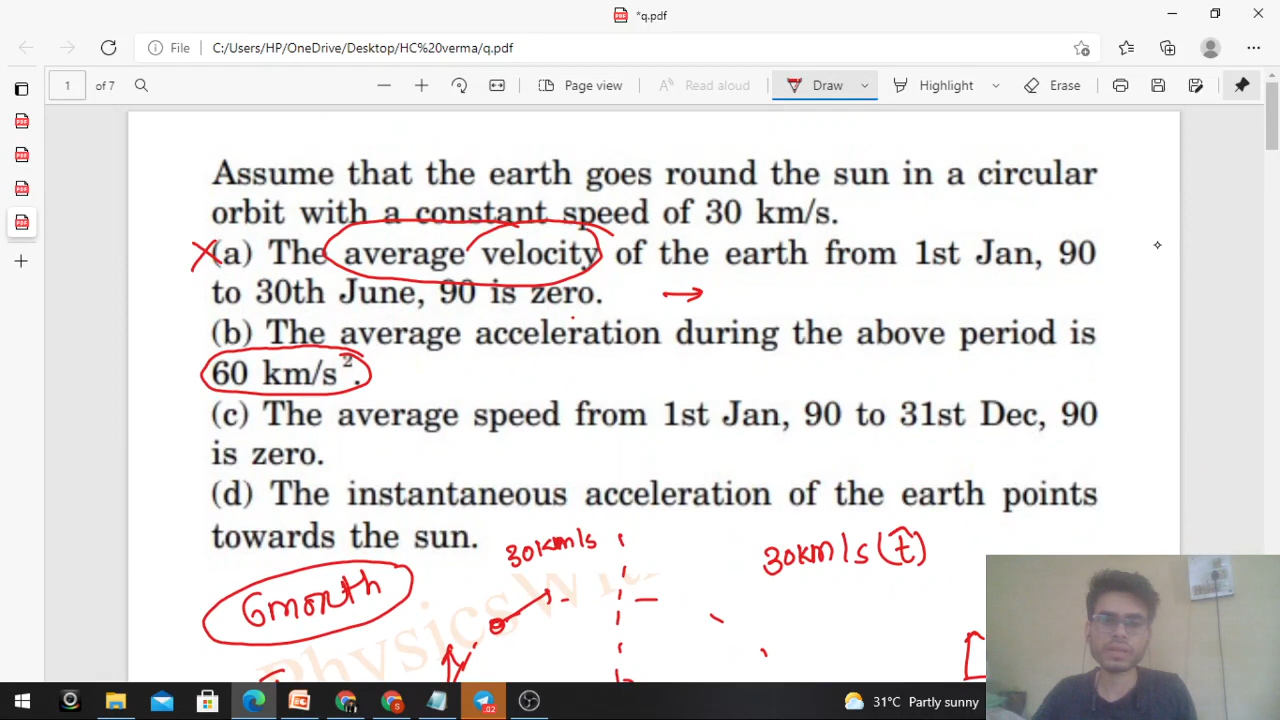 *q.pdf
File C:/Users/HP/OneDrive/Desktop/HC%20verma/q.pdf
1 of 7 Page view Read aloud Draw Highlight Erase
Assume that the earth goes round the sun in a circular
orbit with a constant speed of 30 km/s.
(a) The average velocity of the earth from 1st Jan, 90
to 30th June, 90 is zero.
(b) The average acceleration during the above period is
60 km/s².
(c) The average speed from 1st Jan, 90 to 31st Dec, 90
is zero.
(d) The instantaneous acceleration of the earth points
towards the sun.
30km/s
30km/s
6month
PhysicsWi
31°C Partly sunny